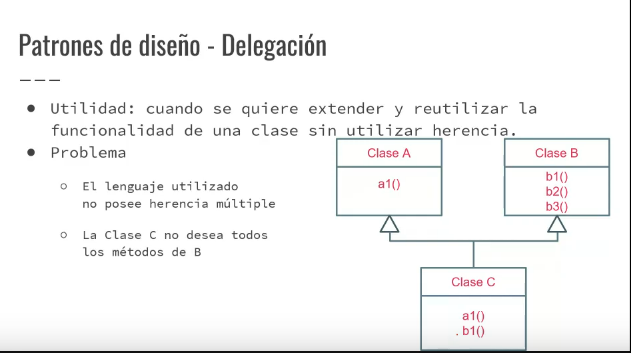 Patrones de diseño - Delegación
● Utilidad: cuando se quiere extender y reutilizar la
funcionalidad de una clase sin utilizar herencia.
● Problema
○ El lenguaje utilizado
no posee herencia múltiple
○ La Clase C no desea todos
los métodos de B
Clase A
a1()
Clase B
b1()
b2()
b3()
Clase C
a1()
. b1()